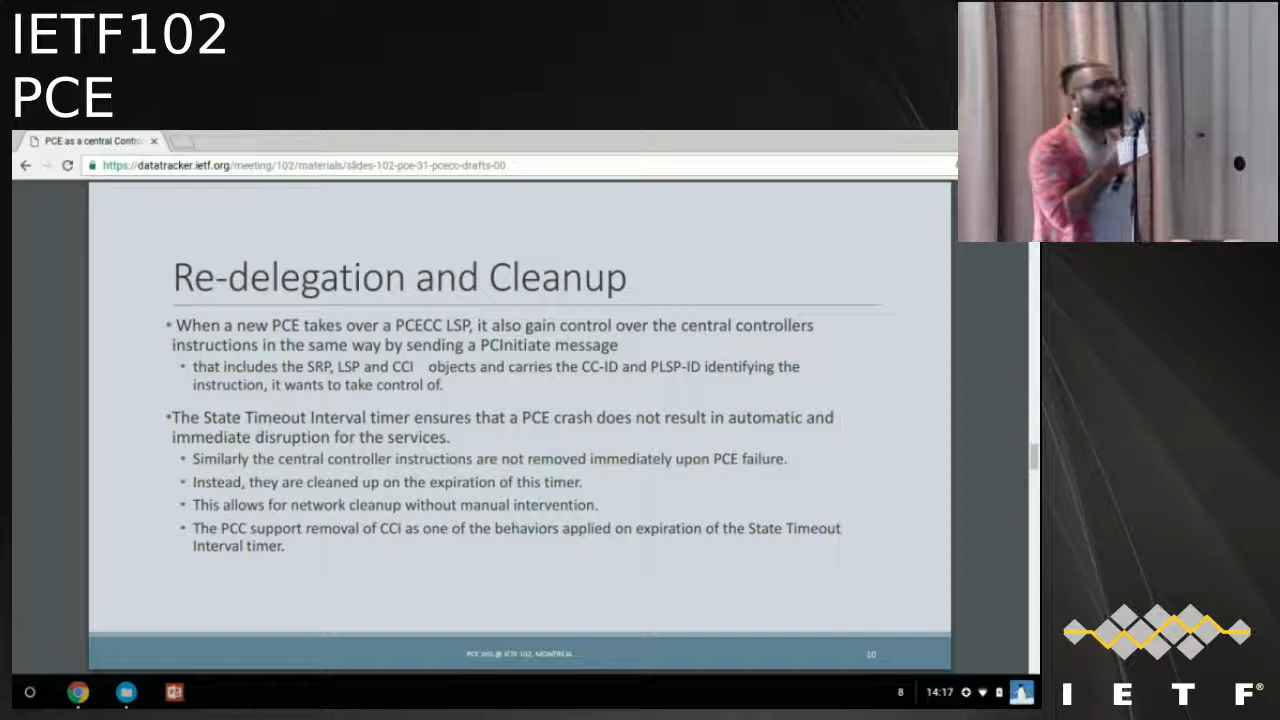 IETF102
PCE
PCE as a central Contro
https://datatracker.ietf.org/meeting/102/materials/slides-102-pce-31-pcecc-drafts-00
Re-delegation and Cleanup
• When a new PCE takes over a PCECC LSP, it also gain control over the central controllers
instructions in the same way by sending a PCInitiate message
• that includes the SRP, LSP and CCI objects and carries the CC-ID and PLSP-ID identifying the
instruction, it wants to take control of.
•The State Timeout Interval timer ensures that a PCE crash does not result in automatic and
immediate disruption for the services.
• Similarly the central controller instructions are not removed immediately upon PCE failure.
• Instead, they are cleaned up on the expiration of this timer.
• This allows for network cleanup without manual intervention.
• The PCC support removal of CCI as one of the behaviors applied on expiration of the State Timeout
Interval timer.
PCE WG @ IETF 102, MONTREAL
10
8 14:17
I E T F®